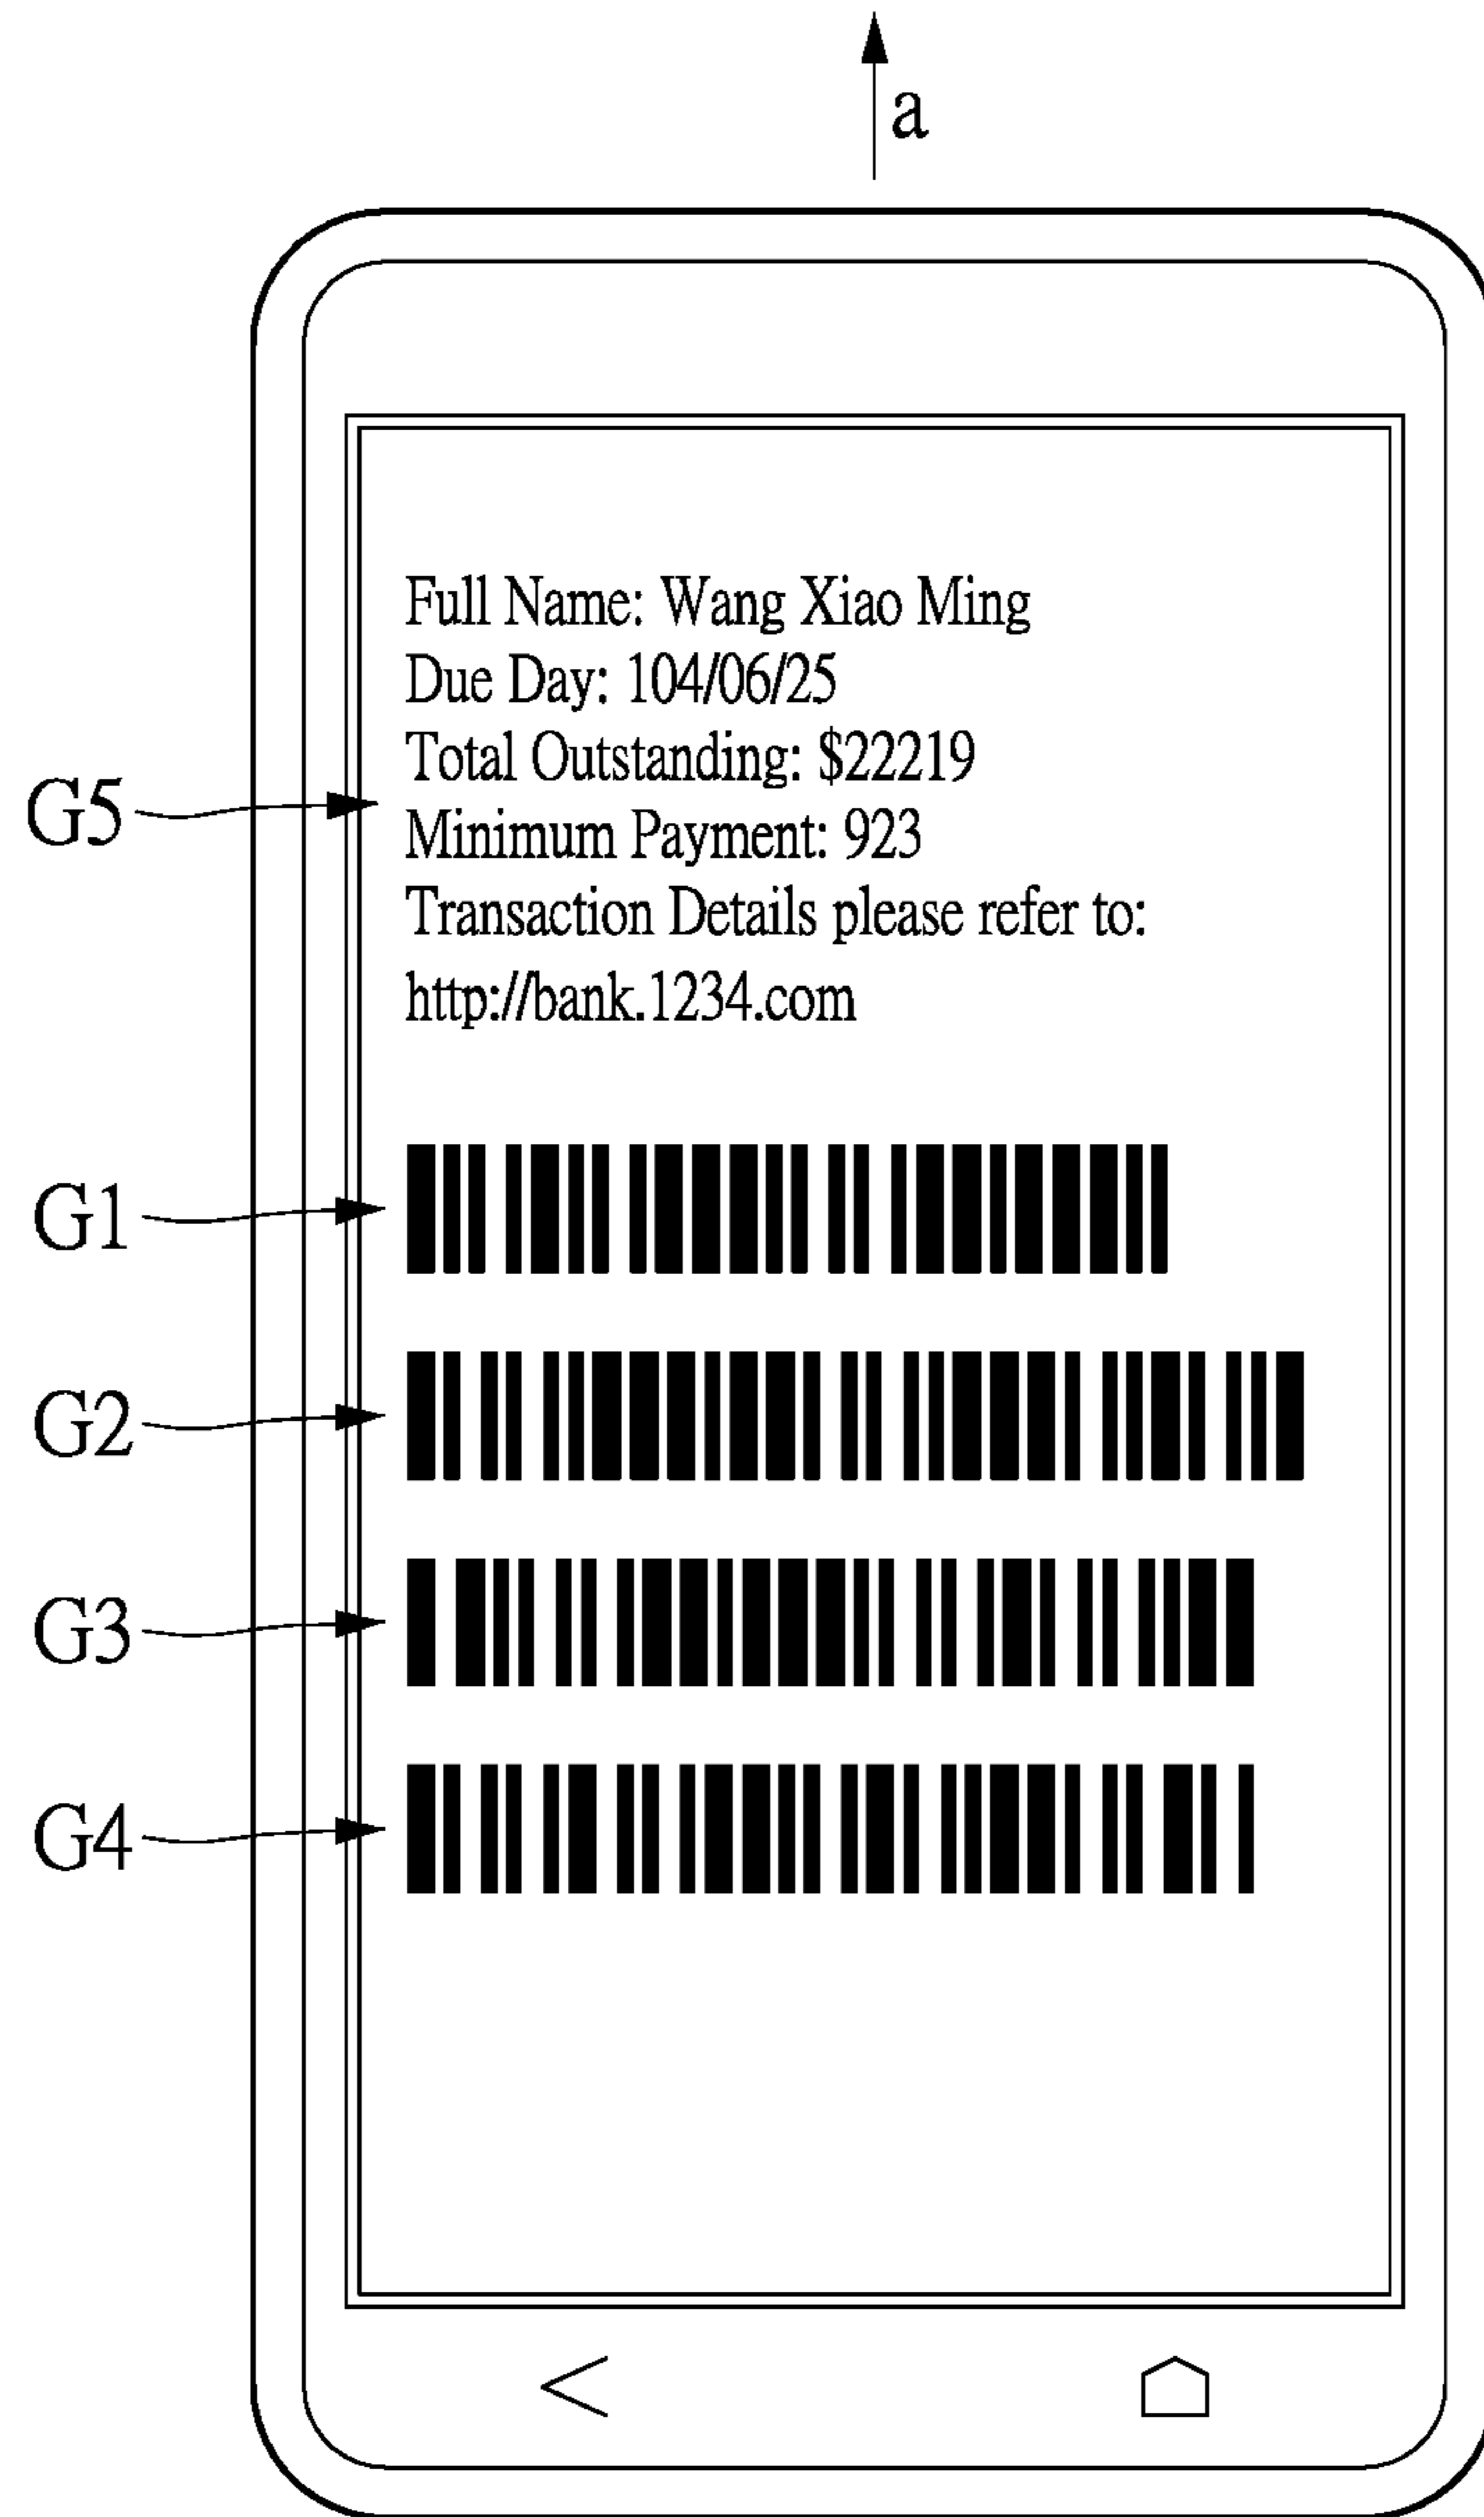 a
Full Name: Wang Xiao Ming
Due Day: 104/06/25
Total Outstanding: $22219
G5
Minimum Payment: 923
Transaction Details please refer to:
http://bank.1234.com
G1
G2
G3
G4